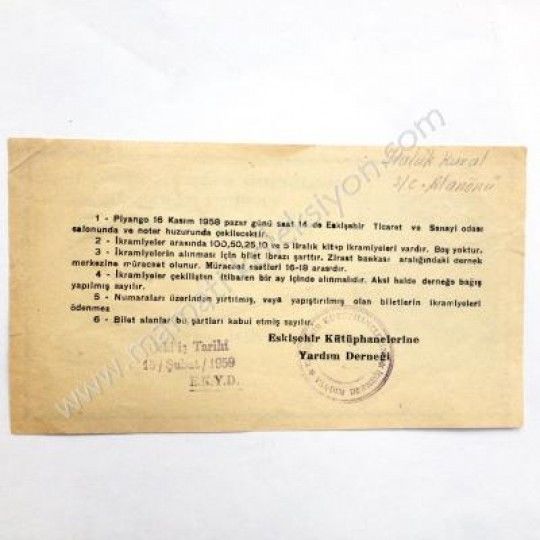 Haluk
1 - Piyango 16 Kasım 1958 pazar günü saat 14 de Eskişehir Ticaret ve Sanayi odası
salonunda ve noter huzurunda çekilecektir.
2 - İkramiyeler arasında 100,50,25,10 ve 5 liralık kitap ikramiyeleri vardır. Boş yoktur.
3 - İkramiyelerin alınması için bilet ibrazı şarttır. Ziraat bankası aralığındaki dernek
merkezine müracaat olunur. Müracaat saatleri 16-18 arasıdır.
4 - İkramiyeler çekilişten itibaren bir ay içinde alınmalıdır. Aksi halde derneğe bağış
yapılmış sayılır.
5 - Numaraları üzerinden yırtılmış, veya yapıştırılmış olan biletlerin ikramiyeleri
ödenmez
6 - Bilet alanlar bu şartları kabul etmiş sayılır.
Eskişehir Kütüphanelerine
Yardım Derneği
Tarihi
15/Şubat/1959
E.K.Y.D.